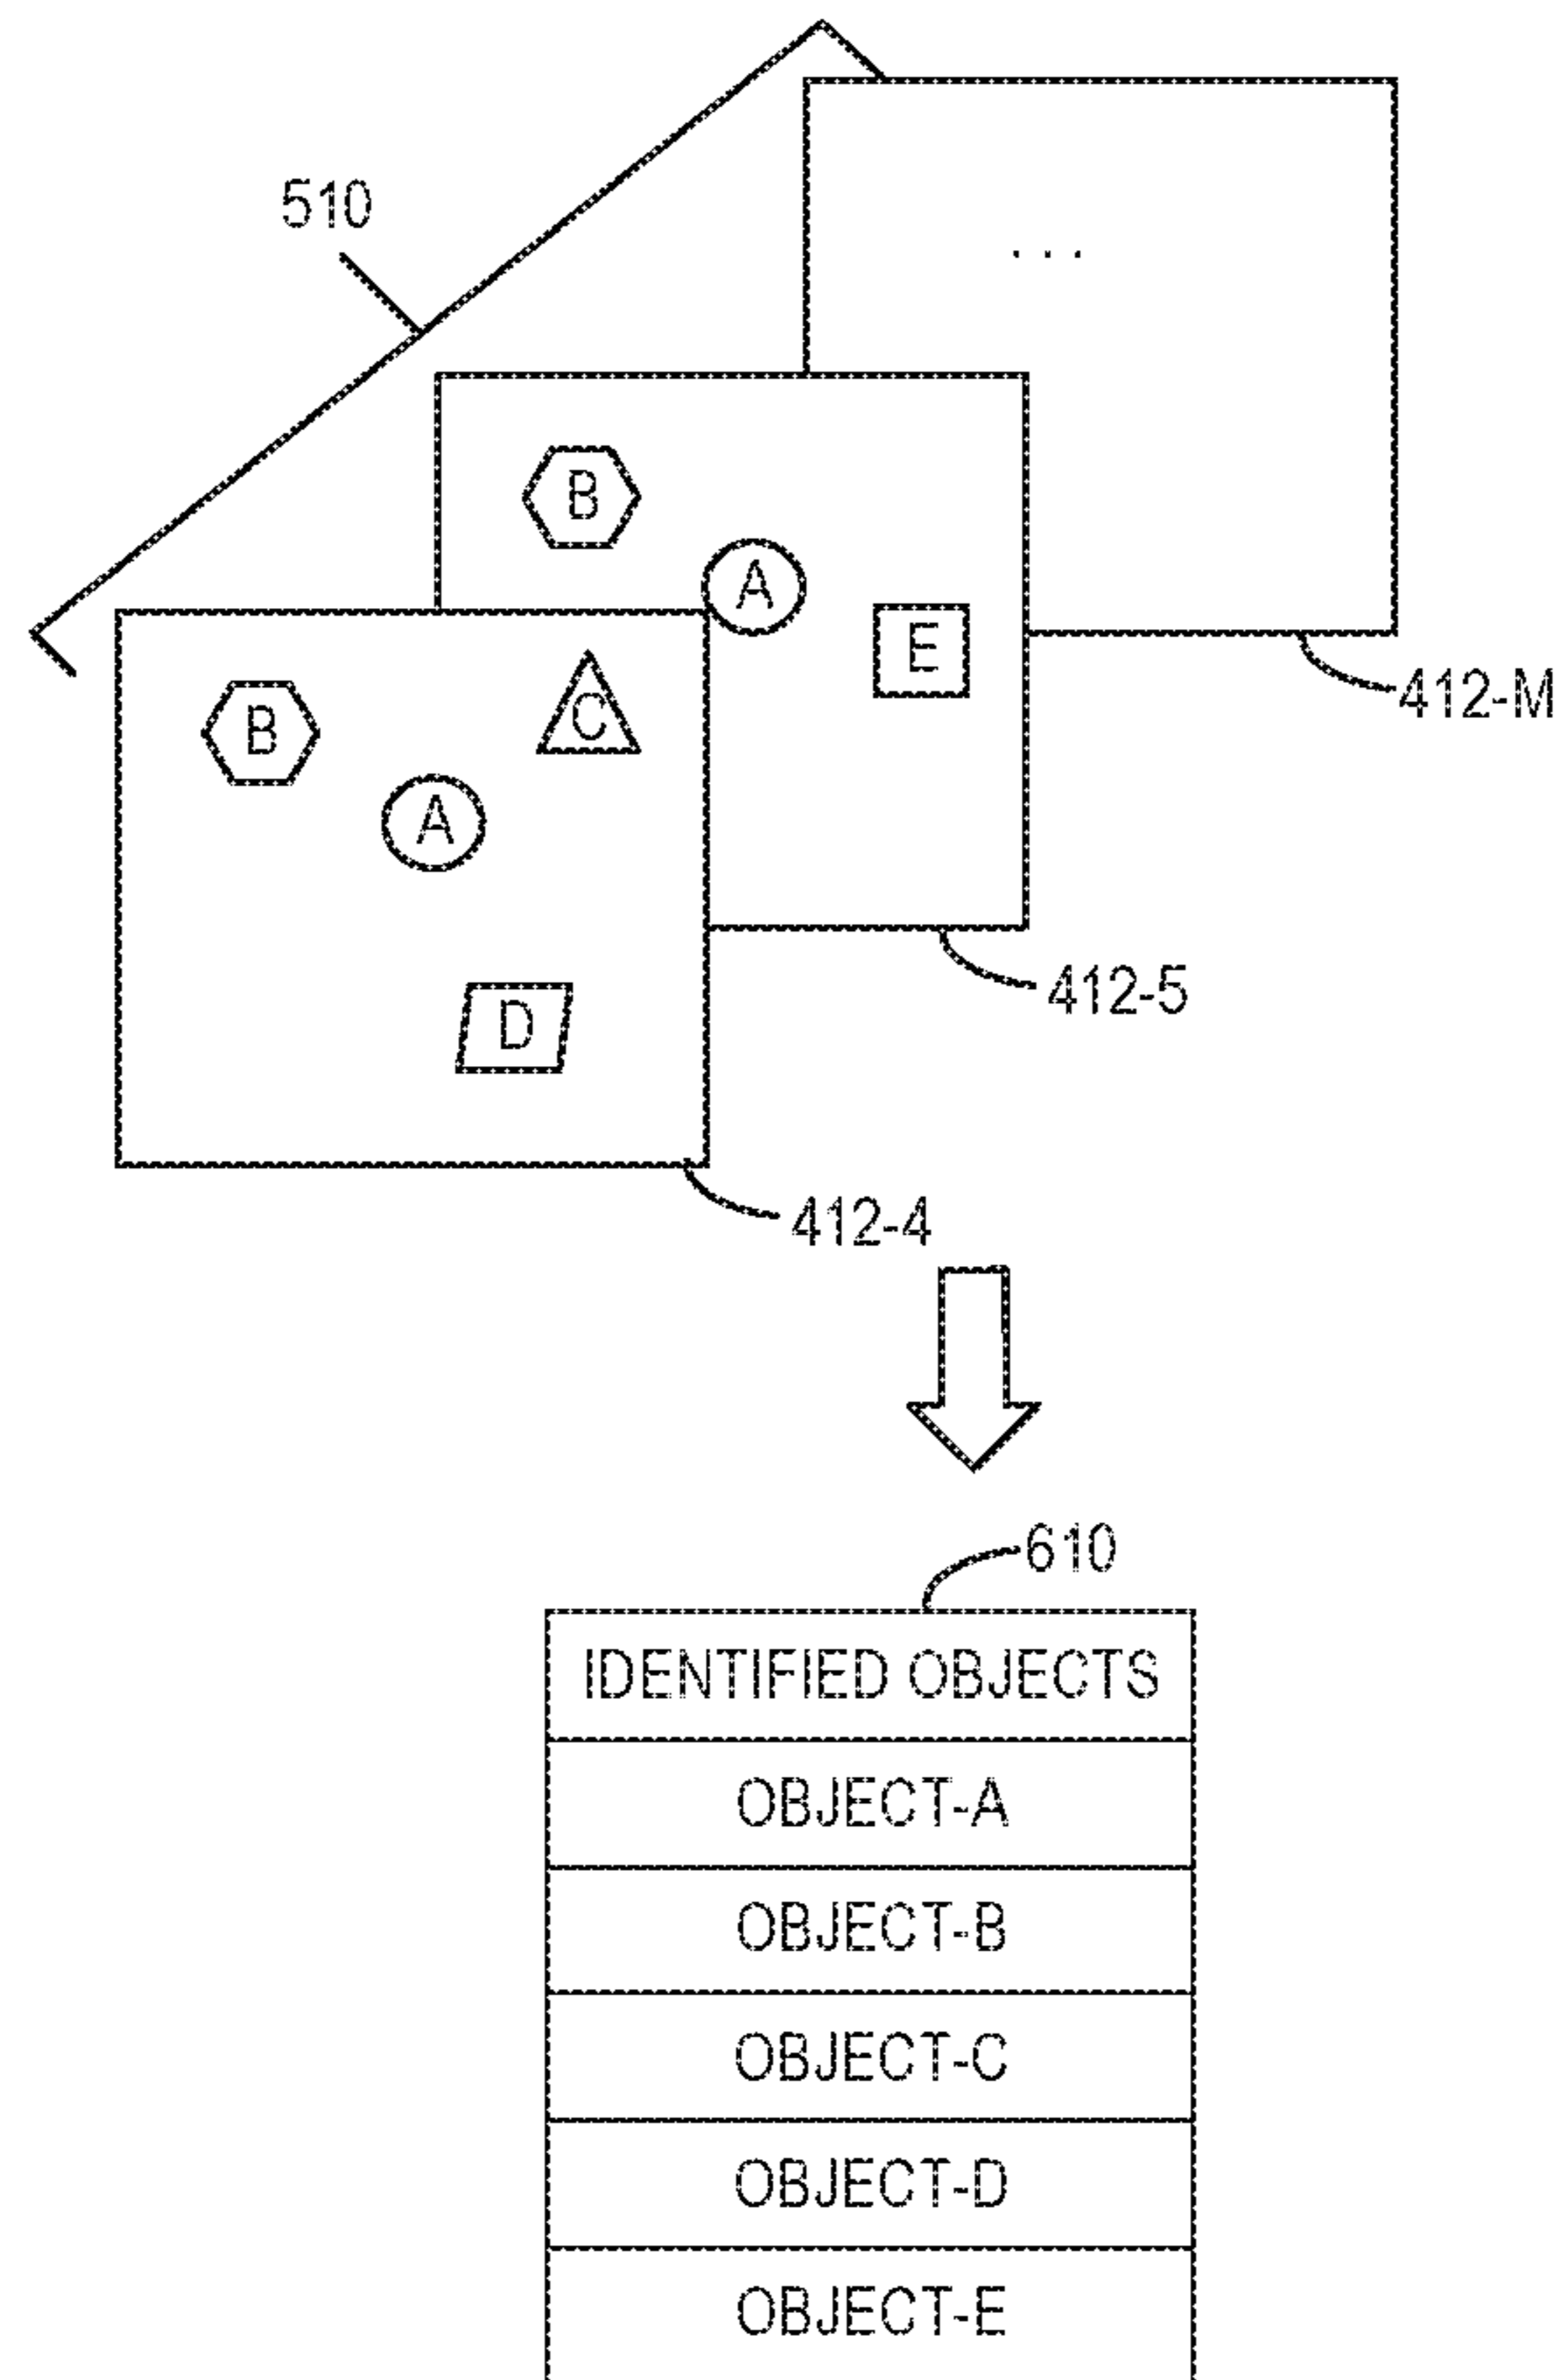 510
. . .
B
A
E
412-M
B
C
A
412-5
D
412-4
610
IDENTIFIED OBJECTS
OBJECT-A
OBJECT-B
OBJECT-C
OBJECT-D
OBJECT-E